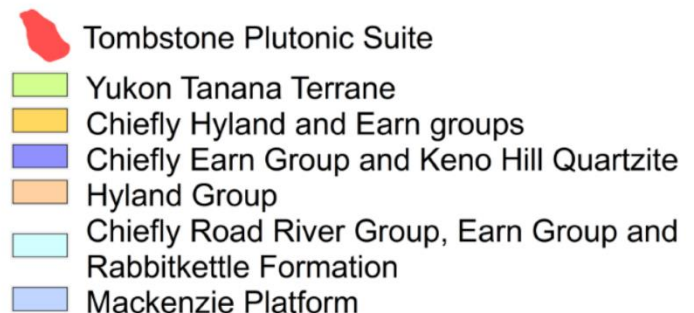 Tombstone Plutonic Suite
Yukon Tanana Terrane
Chiefly Hyland and Earn groups
Chiefly Earn Group and Keno Hill Quartzite
Hyland Group
Chiefly Road River Group, Earn Group and
Rabbitkettle Formation
Mackenzie Platform